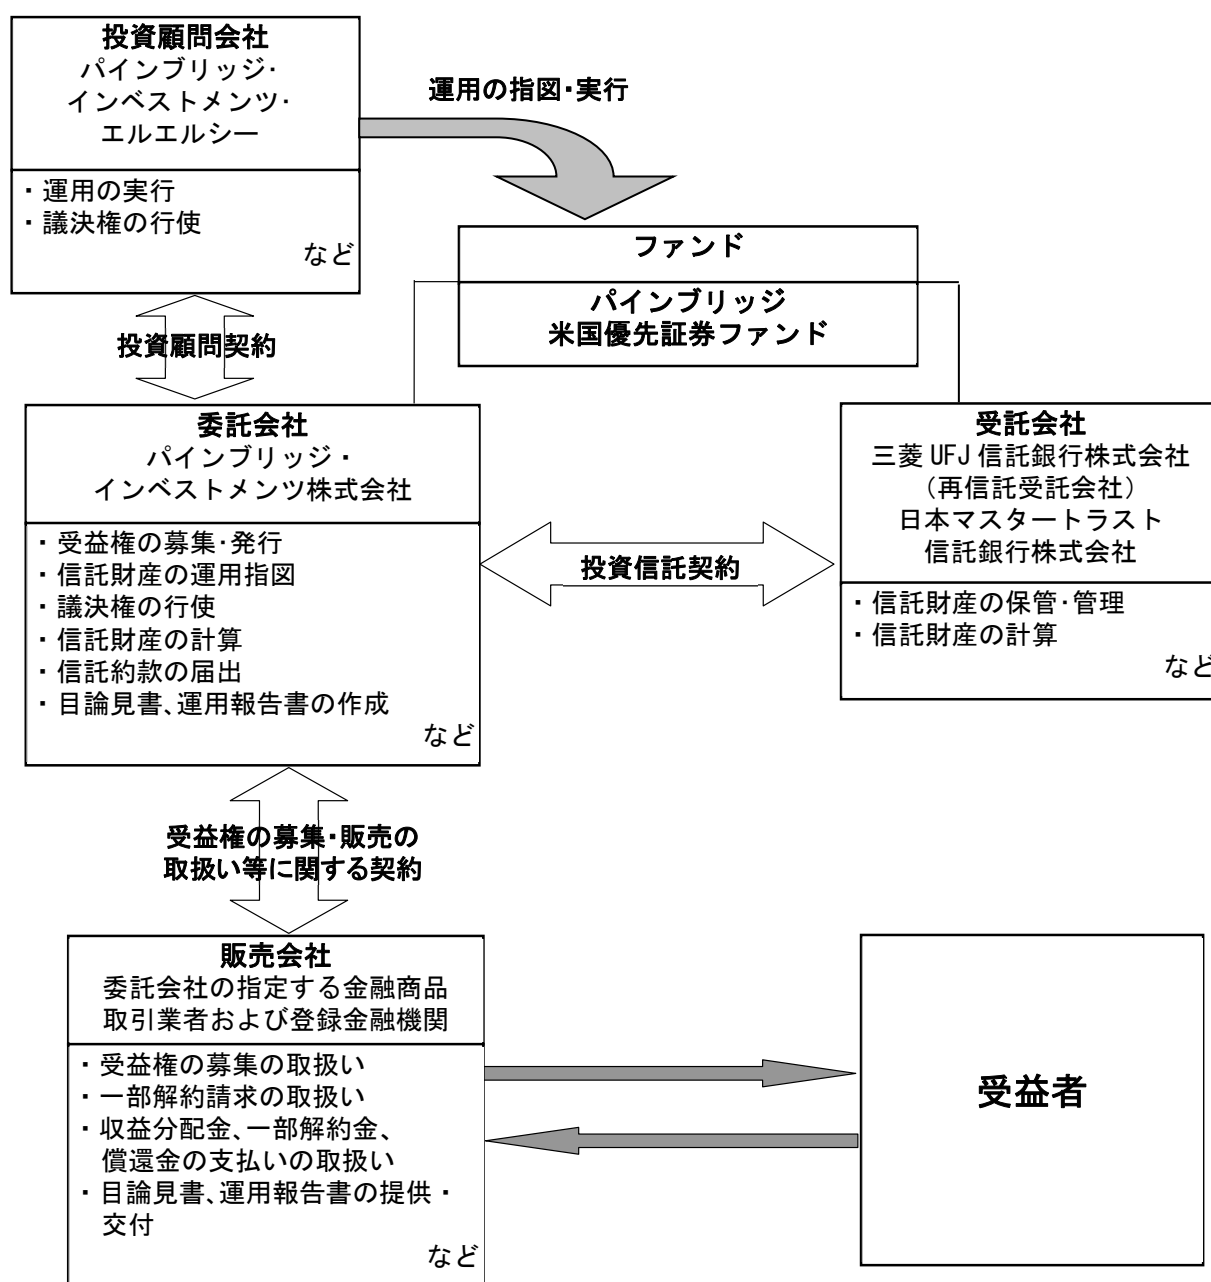 投資顧問会社
パインブリッジ・
インベストメンツ・
エルエルシー
・運用の実行
・議決権の行使
など
運用の指図・実行
ファンド
パインブリッジ
米国優先証券ファンド
投資顧問契約
委託会社
パインブリッジ・
インベストメンツ株式会社
・受益権の募集・発行
・信託財産の運用指図
・議決権の行使
・信託財産の計算
・信託約款の届出
・目論見書、運用報告書の作成
など
投資信託契約
受託会社
三菱UFJ信託銀行株式会社
（再信託受託会社）
日本マスタートラスト
信託銀行株式会社
・信託財産の保管・管理
・信託財産の計算
など
受益権の募集・販売の
取扱い等に関する契約
販売会社
委託会社の指定する金融商品
取引業者および登録金融機関
・受益権の募集の取扱い
・一部解約請求の取扱い
・収益分配金、一部解約金、
償還金の支払いの取扱い
・目論見書、運用報告書の提供・
交付
など
受益者